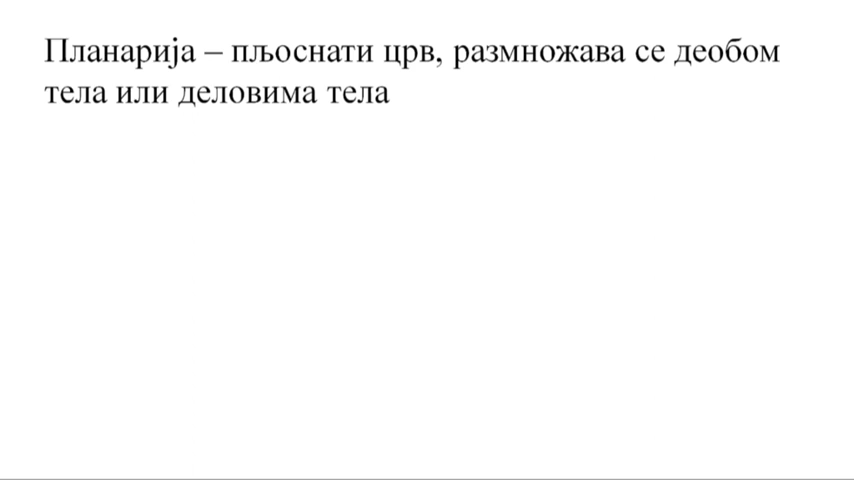 Планарија – пљоснати црв, размножава се деобом
тела или деловима тела